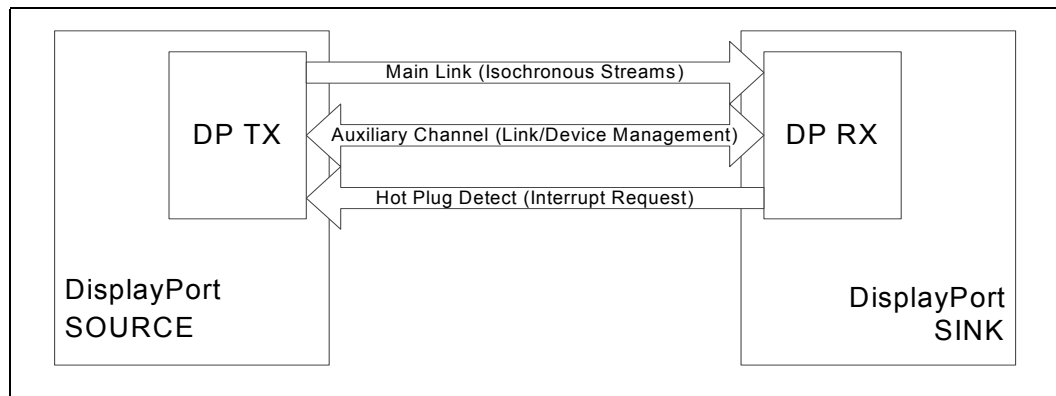 Main Link (Isochronous Streams)
DP TX
Auxiliary Channel (Link/Device Management)
DP RX
Hot Plug Detect (Interrupt Request)
DisplayPort
SOURCE
DisplayPort
SINK